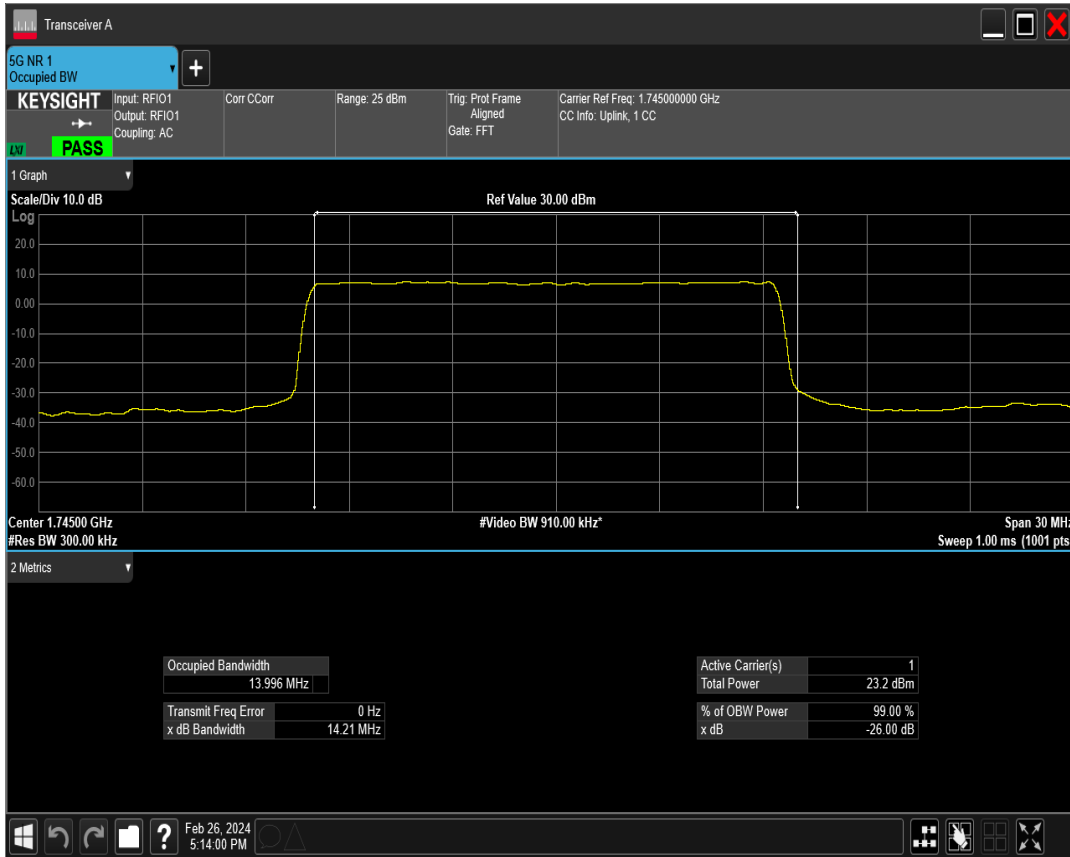 Transceiver A
5G NR 1
Occupied BW
+
KEYSIGHT
LXI
PASS
Input: RFIO1
Output: RFIO1
Coupling: AC
Corr CCorr
Range: 25 dBm
Trig: Prot Frame
Aligned
Gate: FFT
Carrier Ref Freq: 1.745000000 GHz
CC Info: Uplink, 1 CC
1 Graph
Scale/Div 10.0 dB
Ref Value 30.00 dBm
Log
20.0
10.0
0.00
-10.0
-20.0
-30.0
-40.0
-50.0
-60.0
Center 1.74500 GHz
#Video BW 910.00 kHz*
Span 30 MHz
#Res BW 300.00 kHz
Sweep 1.00 ms (1001 pts
2 Metrics
Occupied Bandwidth
13.996 MHz
Transmit Freq Error 0 Hz
x dB Bandwidth 14.21 MHz
Active Carrier(s) 1
Total Power 23.2 dBm
% of OBW Power 99.00 %
x dB -26.00 dB
?
Feb 26, 2024
5:14:00 PM